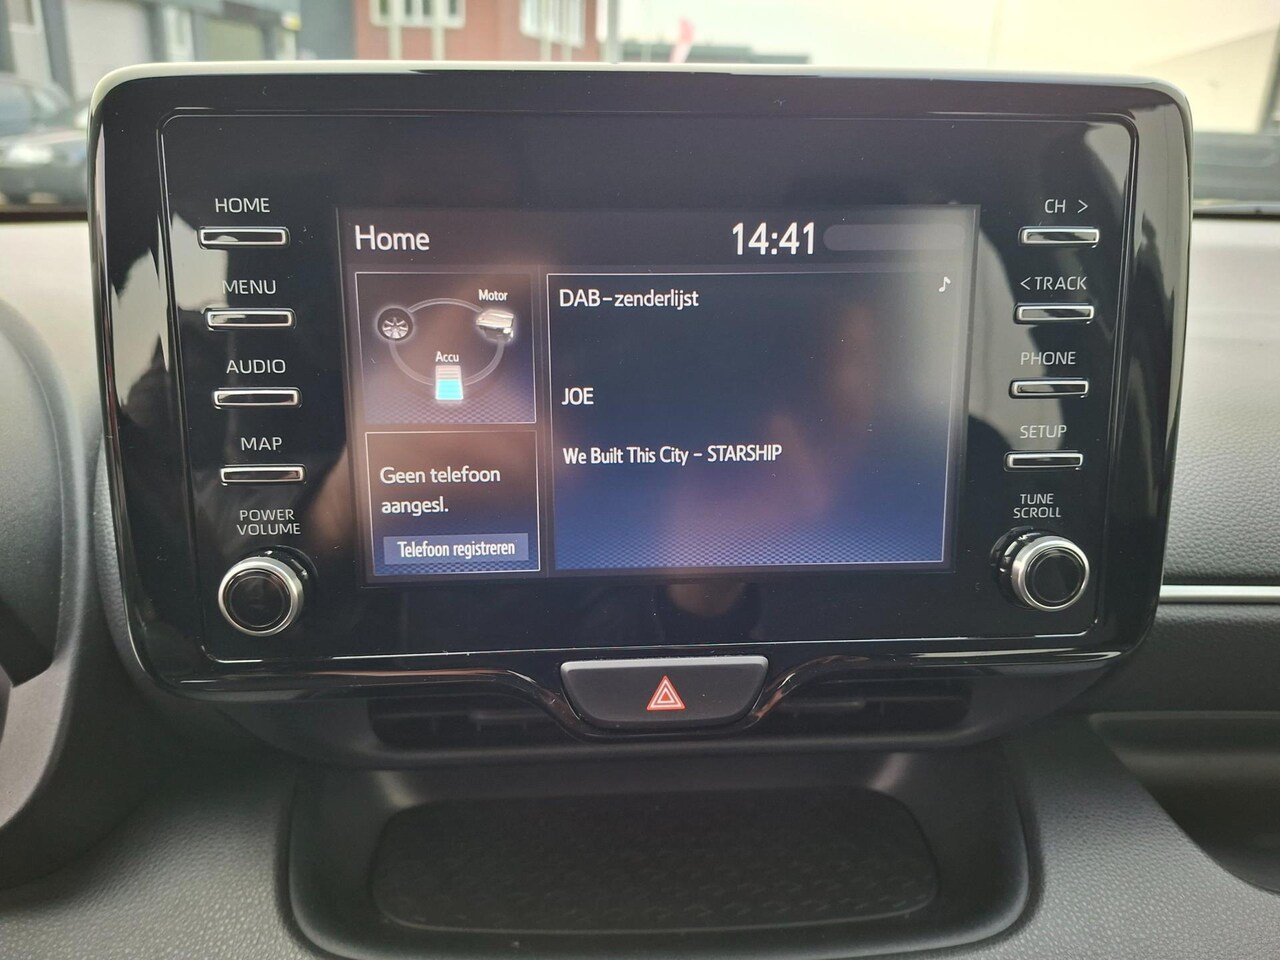 HOME
MENU
AUDIO
MAP
POWER
VOLUME
Home
14:41
Motor
Accu
Geen telefoon
aangesl.
Telefoon registreren
DAB-zenderlijst
JOE
We Built This City - STARSHIP
CH >
< TRACK
PHONE
SETUP
TUNE
SCROLL